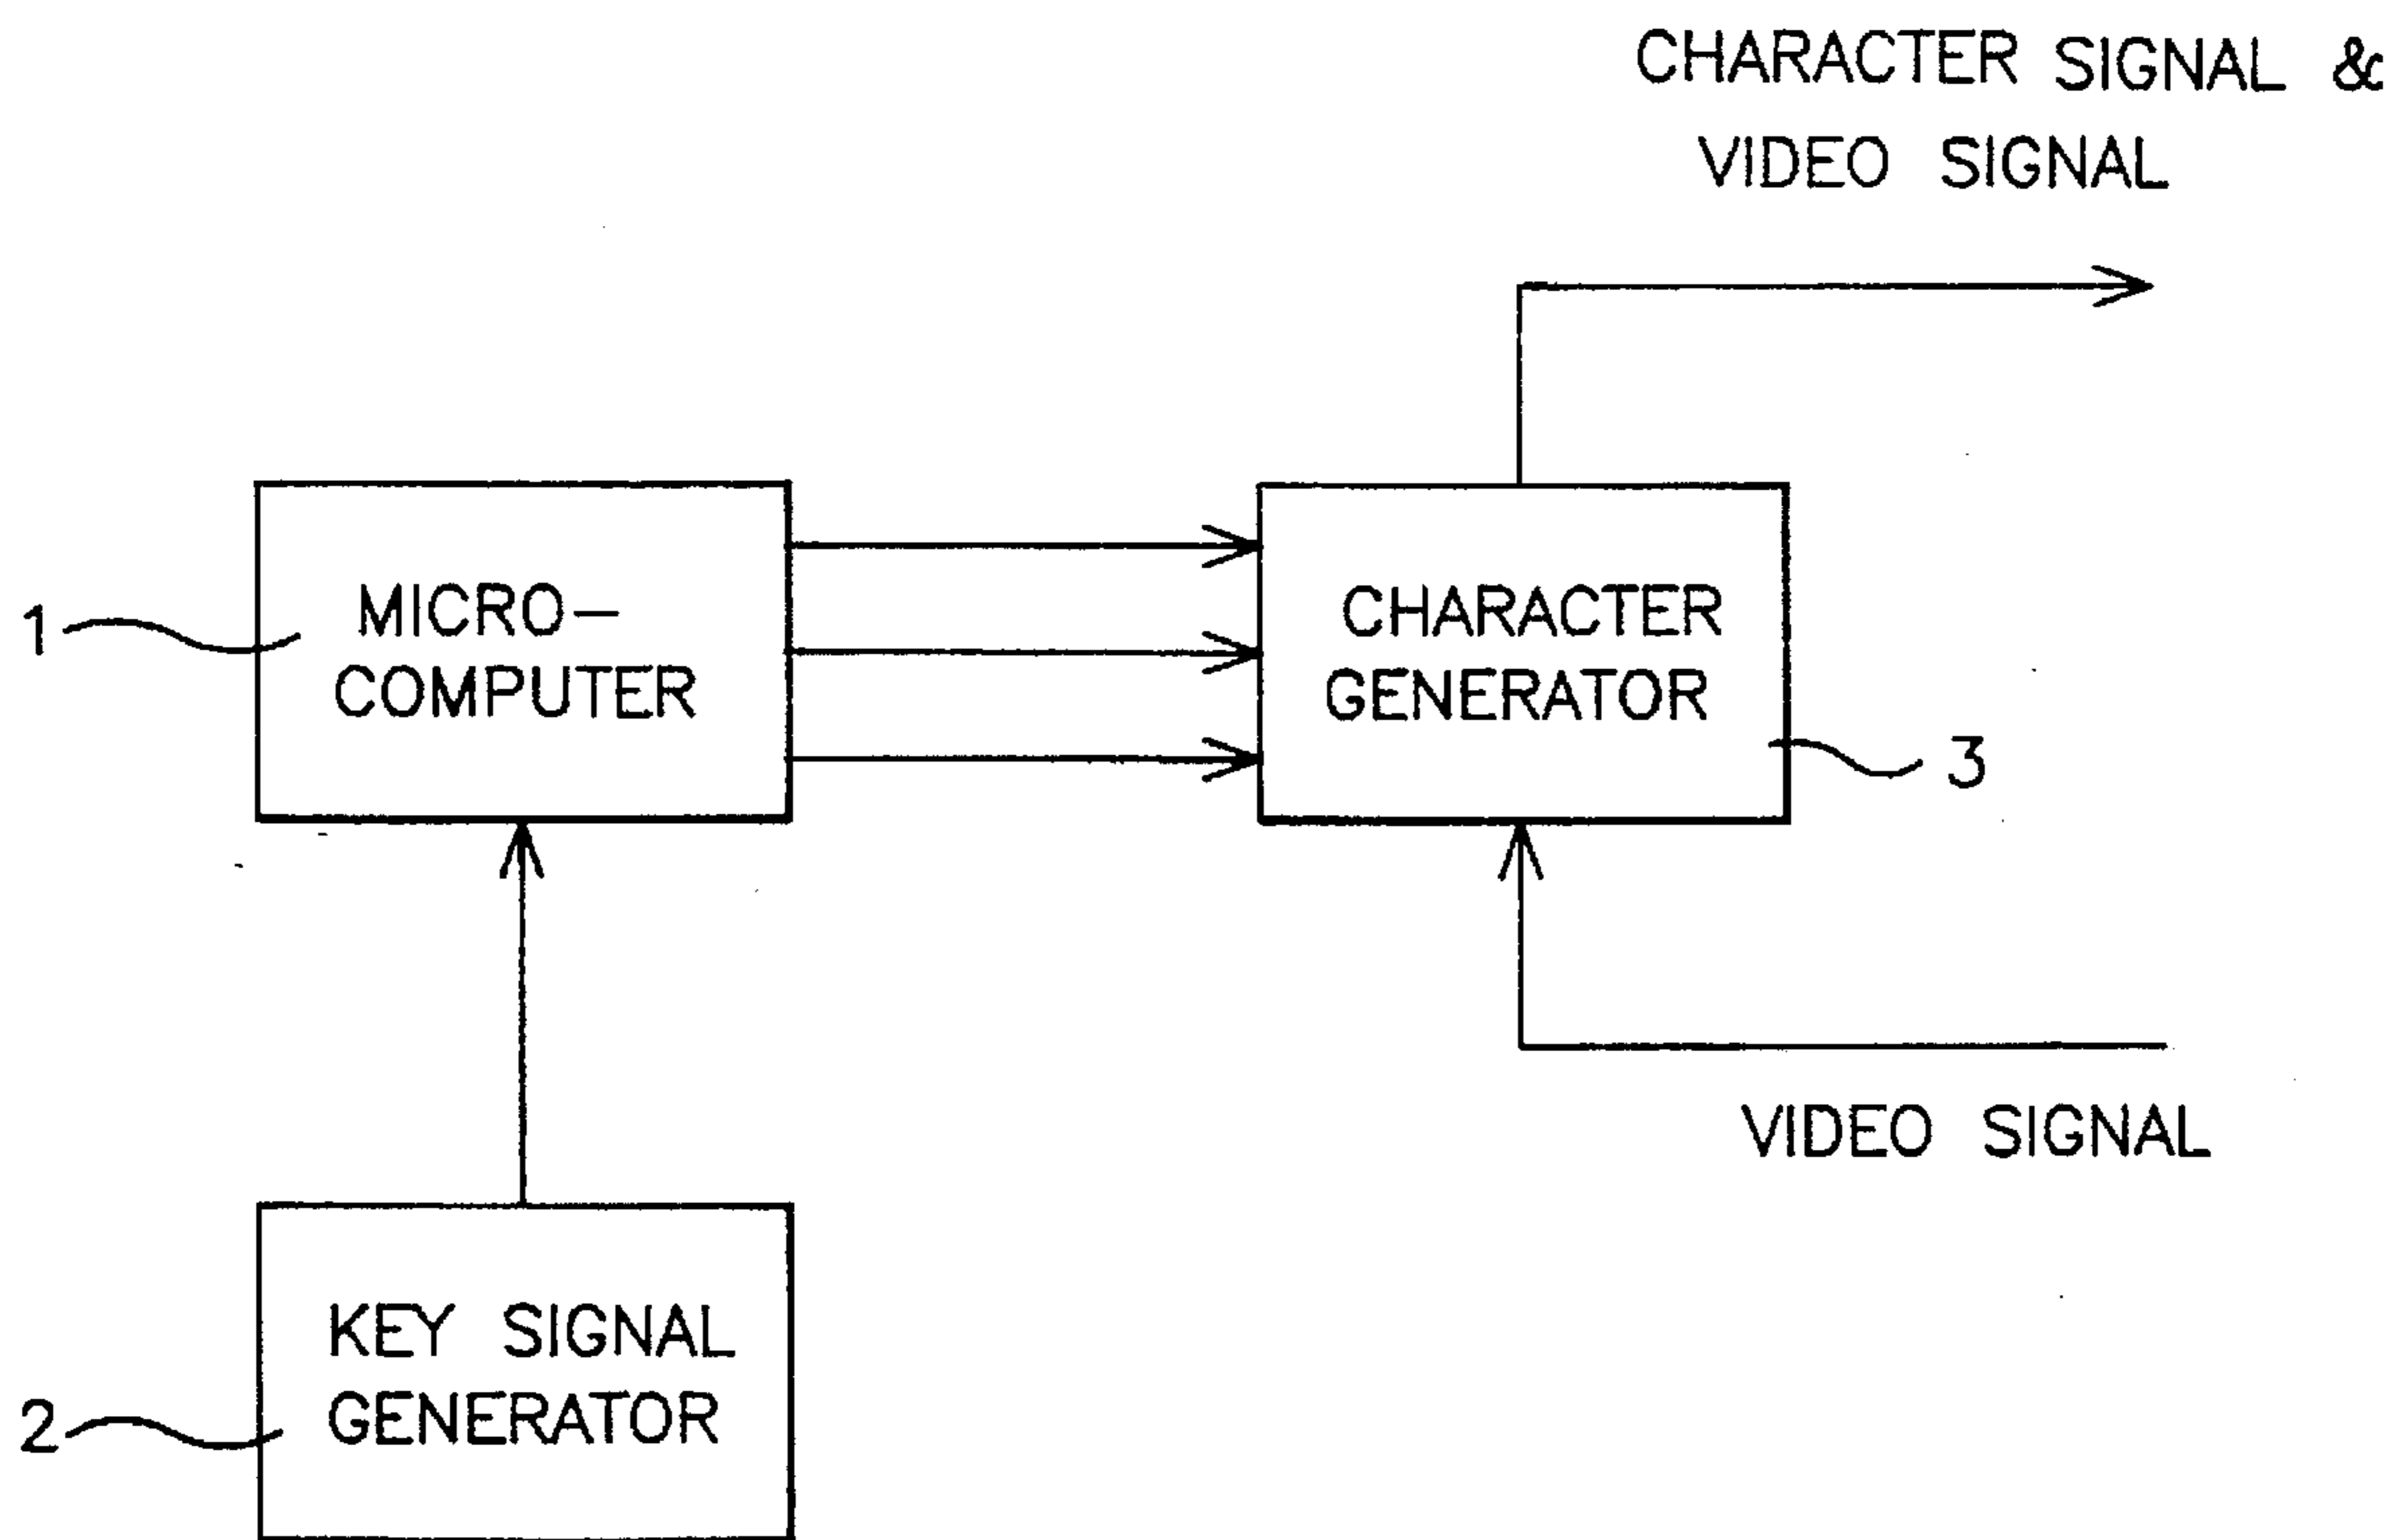 CHARACTER SIGNAL &
VIDEO SIGNAL
1
MICRO-
COMPUTER
CHARACTER
GENERATOR
3
VIDEO SIGNAL
2
KEY SIGNAL
GENERATOR